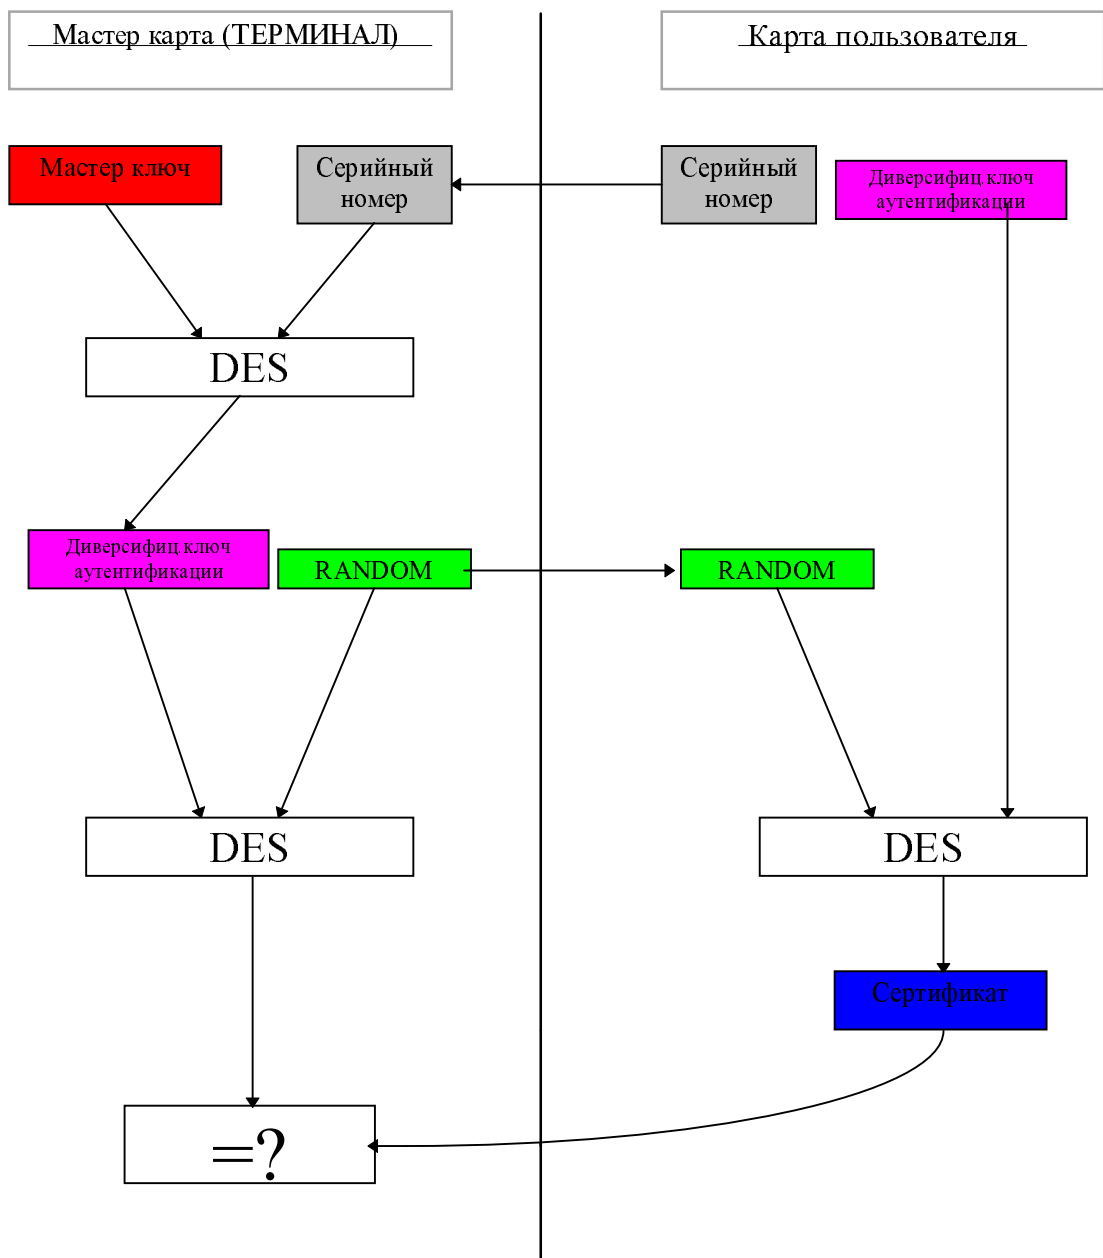 Мастер карта (ТЕРМИНАЛ)
Карта пользователя
Мастер ключ
Серийный
номер
Серийный
номер
Диверсифиц.ключ
аутентификации
DES
Диверсифиц.ключ
аутентификации
RANDOM
RANDOM
DES
DES
Сертификат
=?